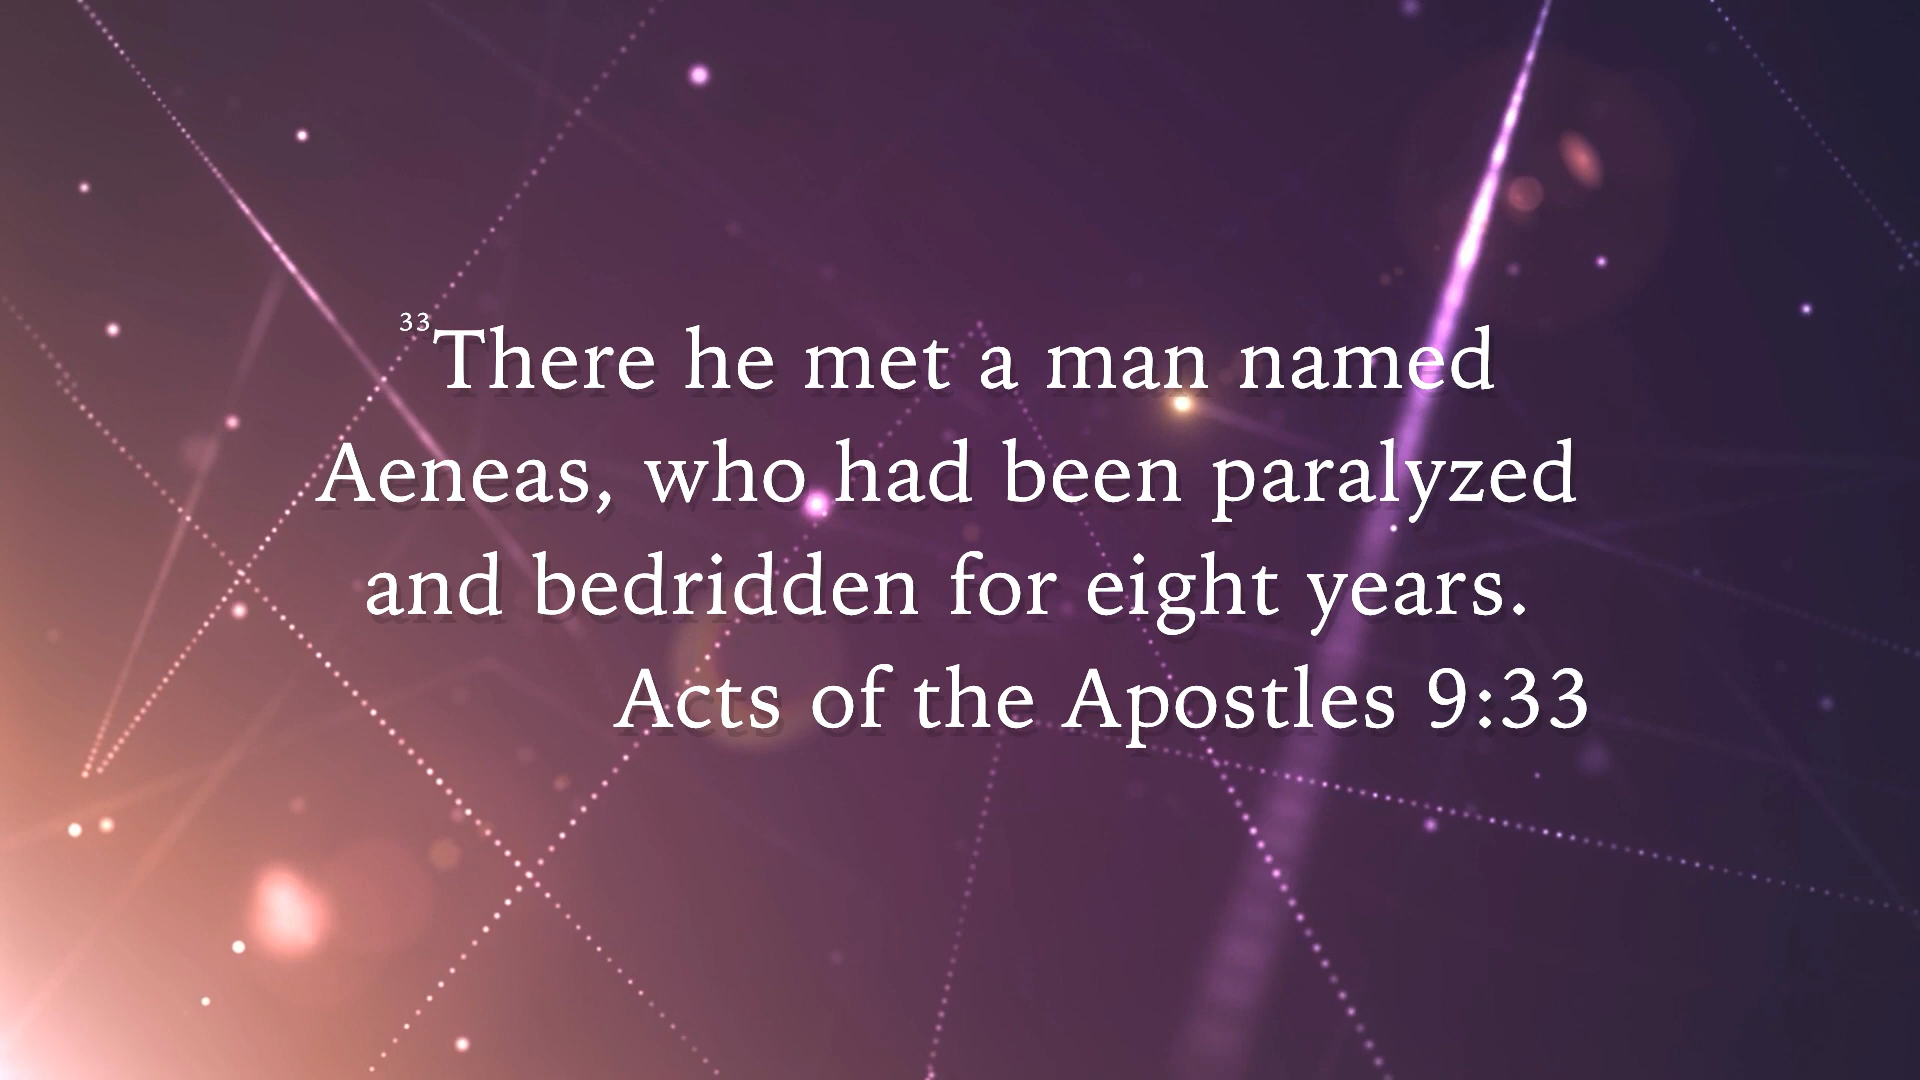 33There he met a man named
Aeneas, who had been paralyzed
and bedridden for eight years.
Acts of the Apostles 9:33